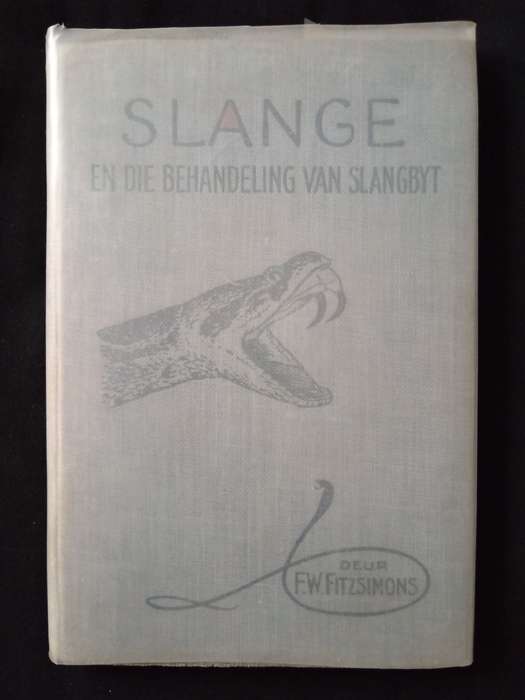 SLANGE
EN DIE BEHANDELING VAN SLANGBYT
DEUR
F.W. FITZSIMONS